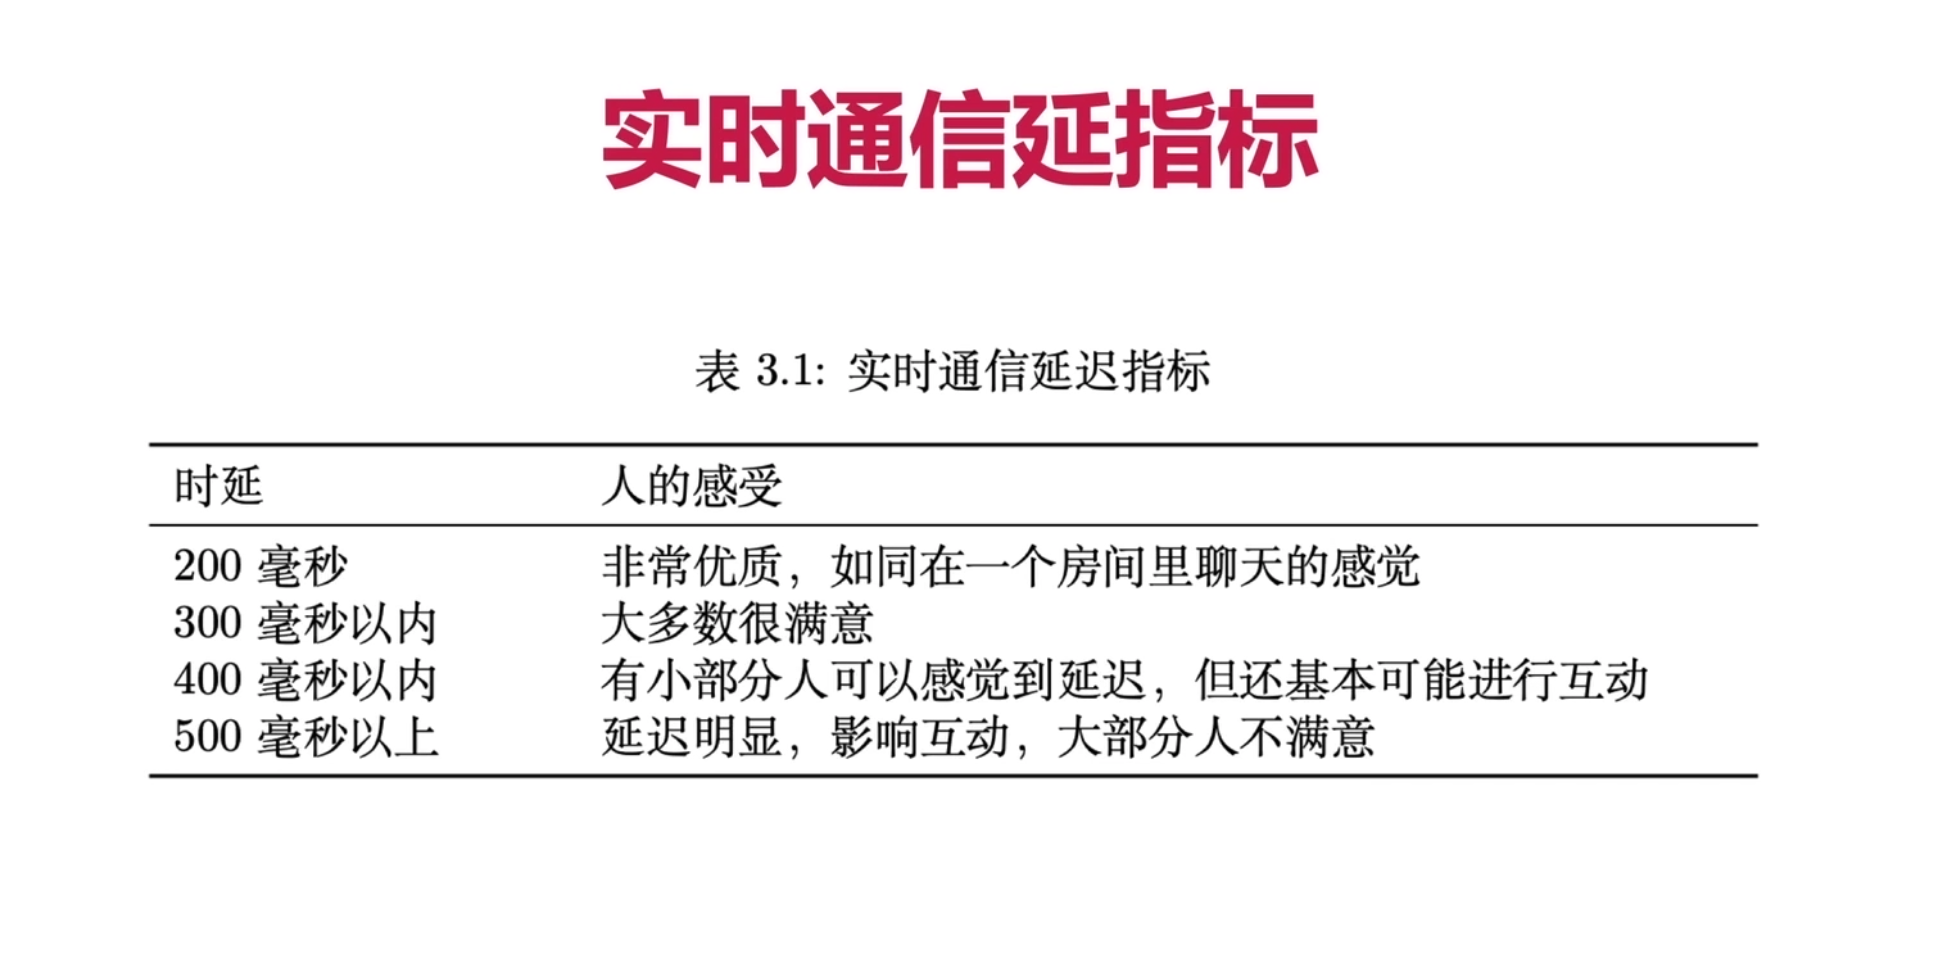 实时通信延指标
表 3.1: 实时通信延迟指标
时延 人的感受
200 毫秒 非常优质，如同在一个房间里聊天的感觉
300 毫秒以内 大多数很满意
400 毫秒以内 有小部分人可以感觉到延迟，但还基本可能进行互动
500 毫秒以上 延迟明显，影响互动，大部分人不满意